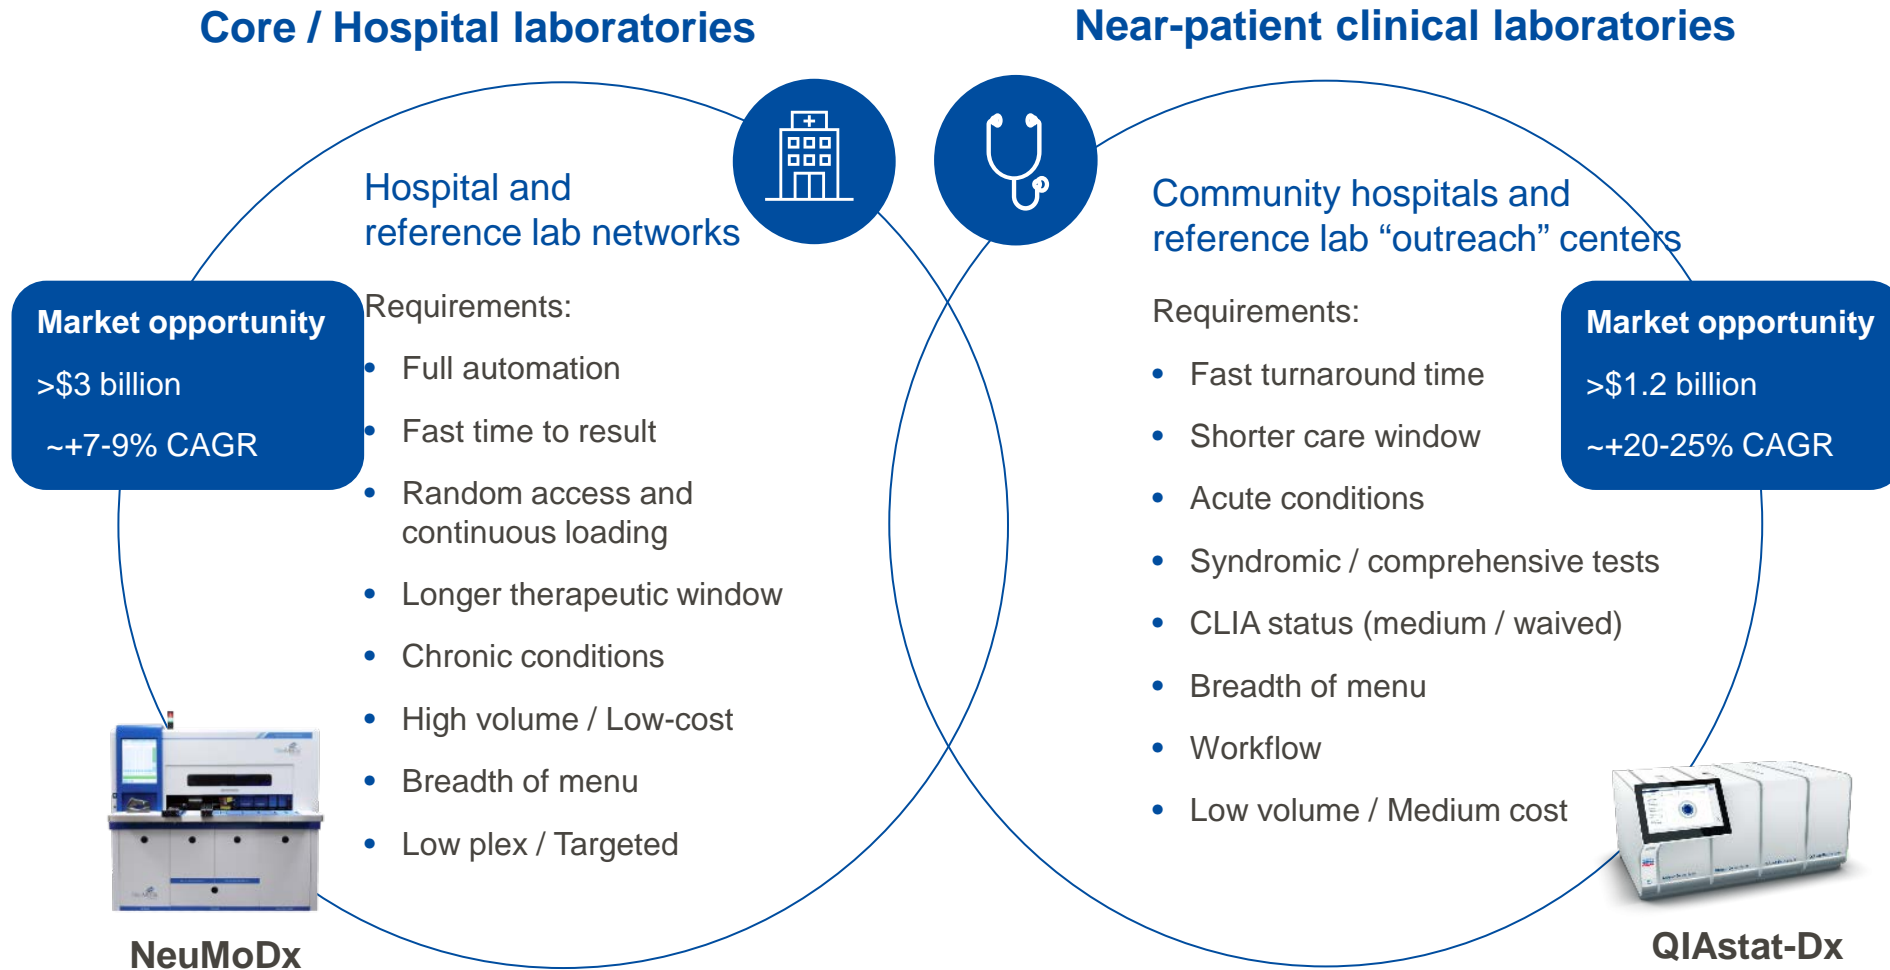 Core / Hospital laboratories
Near-patient clinical laboratories
Hospital and
reference lab networks
Requirements:
• Full automation
• Fast time to result
• Random access and
continuous loading
• Longer therapeutic window
• Chronic conditions
• High volume / Low-cost
• Breadth of menu
• Low plex / Targeted
Market opportunity
>$3 billion
~+7-9% CAGR
NeuMoDx
Community hospitals and
reference lab “outreach” centers
Requirements:
• Fast turnaround time
• Shorter care window
• Acute conditions
• Syndromic / comprehensive tests
• CLIA status (medium / waived)
• Breadth of menu
• Workflow
• Low volume / Medium cost
Market opportunity
>$1.2 billion
~+20-25% CAGR
QIAstat-Dx